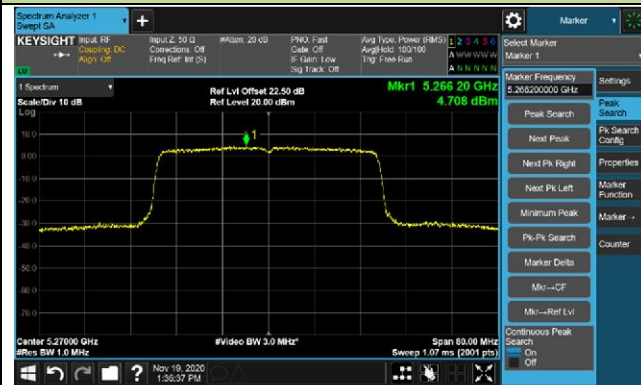 Spectrum Analyzer 1
Swept SA
+
Marker
KEYSIGHT
Input: RF
Coupling: DC
Align: Off
Input Z: 50 Ω
Corrections: Off
Freq Ref: Int (S)
#Atten: 20 dB
PNO: Fast
Gate: Off
IF Gain: Low
Sig Track: Off
Avg Type: Power (RMS)
Avg|Hold: 100/100
Trig: Free Run
1 2 3 4 5 6
A W W W W W
A N N N N N
LXI
Select Marker
Marker 1
1 Spectrum
Scale/Div 10 dB
Log
Ref Lvl Offset 22.50 dB
Ref Level 20.00 dBm
Mkr1 5.266 20 GHz
4.708 dBm
Marker Frequency
5.266200000 GHz
Settings
Peak Search
Peak
Search
Next Peak
Pk Search
Config
Next Pk Right
Properties
Next Pk Left
Marker
Function
Minimum Peak
Marker→
Pk-Pk Search
Counter
Marker Delta
Mkr→CF
Mkr→Ref Lvl
Continuous Peak
Search
On
Off
10.0
0.00
-10.0
-20.0
-30.0
-40.0
-50.0
-60.0
-70.0
1
Center 5.27000 GHz
#Res BW 1.0 MHz
#Video BW 3.0 MHz*
Span 80.00 MHz
Sweep 1.07 ms (2001 pts)
?
Nov 19, 2020
1:36:37 PM